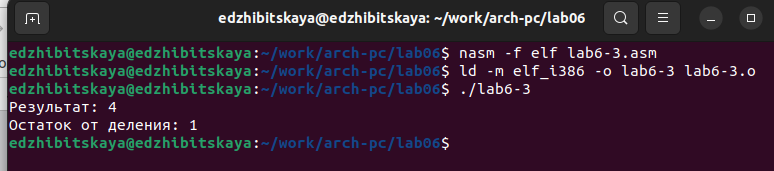 edzhibitskaya@edzhibitskaya: ~/work/arch-pc/lab06
edzhibitskaya@edzhibitskaya:~/work/arch-pc/lab06$ nasm -f elf lab6-3.asm
edzhibitskaya@edzhibitskaya:~/work/arch-pc/lab06$ ld -m elf_i386 -o lab6-3 lab6-3.o
edzhibitskaya@edzhibitskaya:~/work/arch-pc/lab06$ ./lab6-3
Результат: 4
Остаток от деления: 1
edzhibitskaya@edzhibitskaya:~/work/arch-pc/lab06$